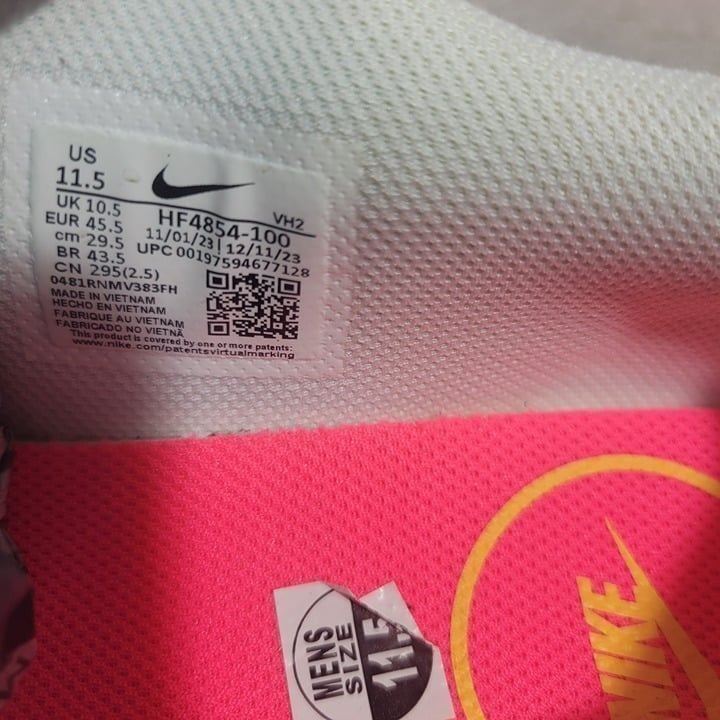 US
11.5
UK 10.5
EUR 45.5
cm 29.5
BR 43.5
CN 295(2.5)
VH2
HF4854-100
11/01/23 | 12/11/23
UPC 00197594677128
0481RNMV383FH
MADE IN VIETNAM
HECHO EN VIETNAM
FABRIQUE AU VIETNAM
FABRICADO NO VIETNÃ
This product is covered by one or more patents:
www.nike.com/patentsvirtualmarking
MENS
SIZE
11.5
NIKE